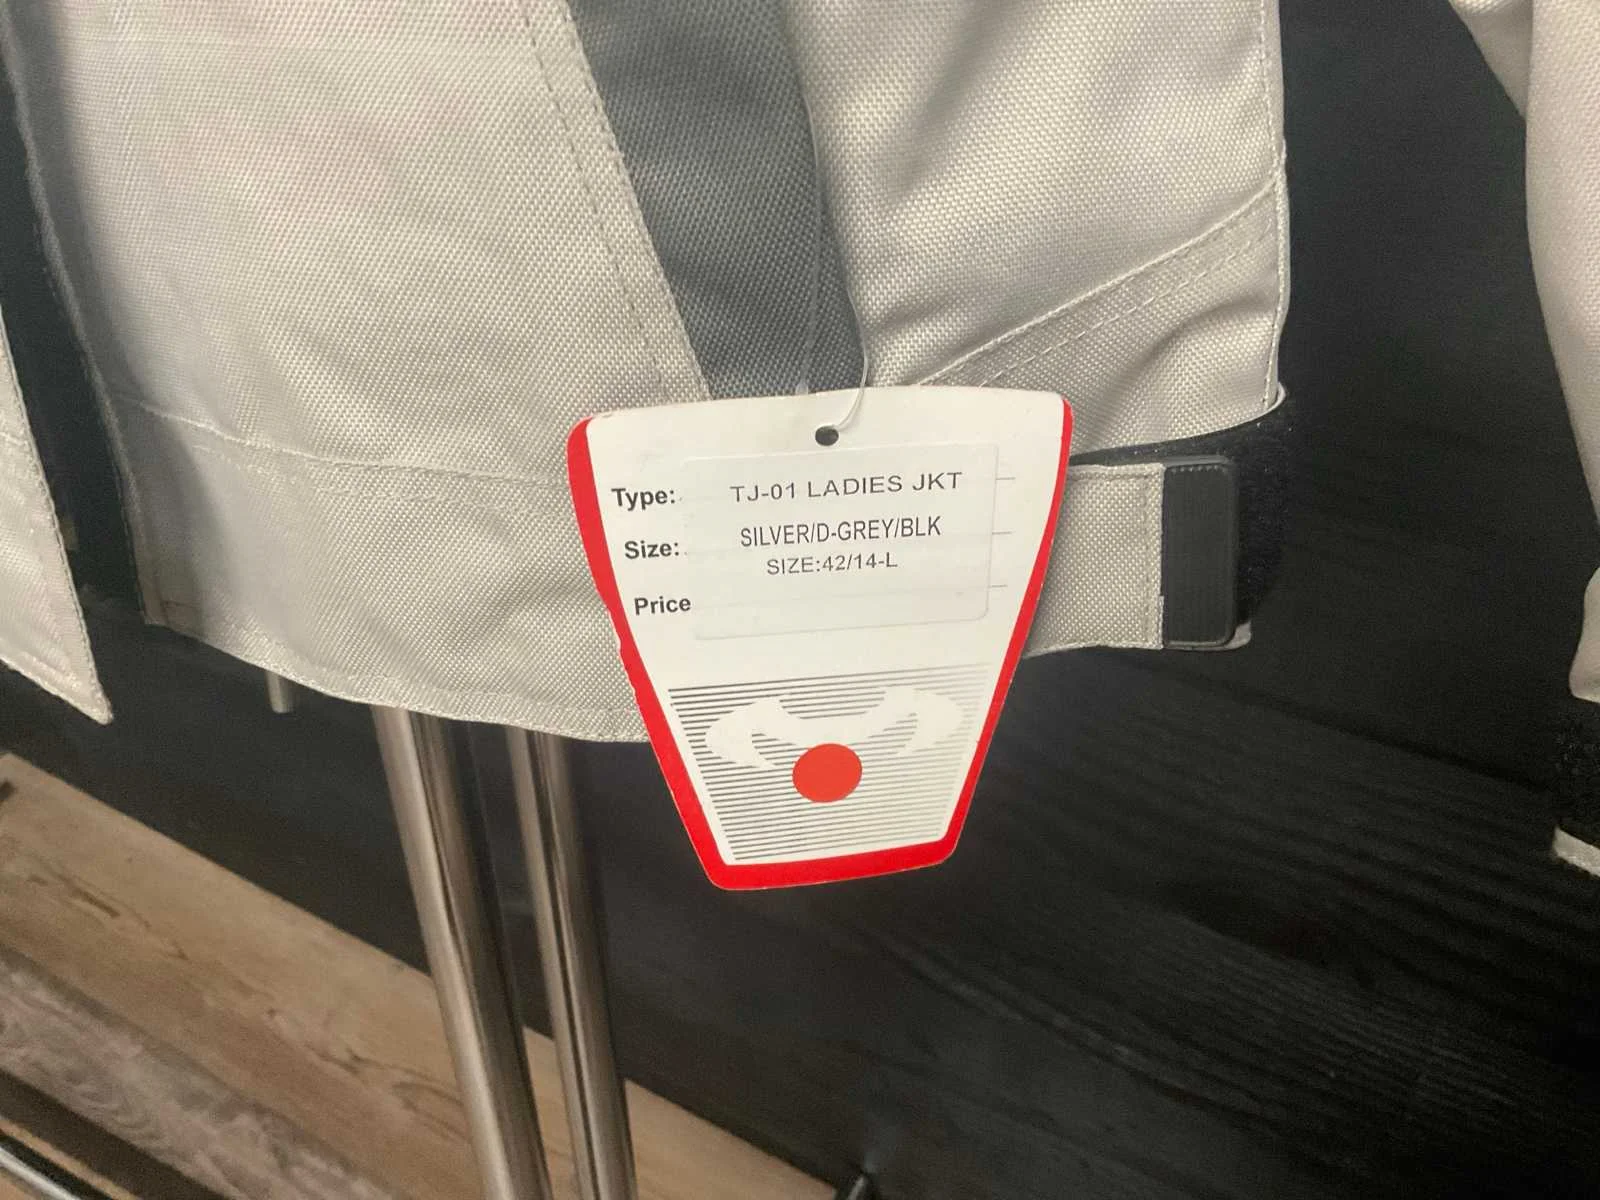 Type: TJ-01 LADIES JKT
Size: SILVER/D-GREY/BLK
SIZE:42/14-L
Price